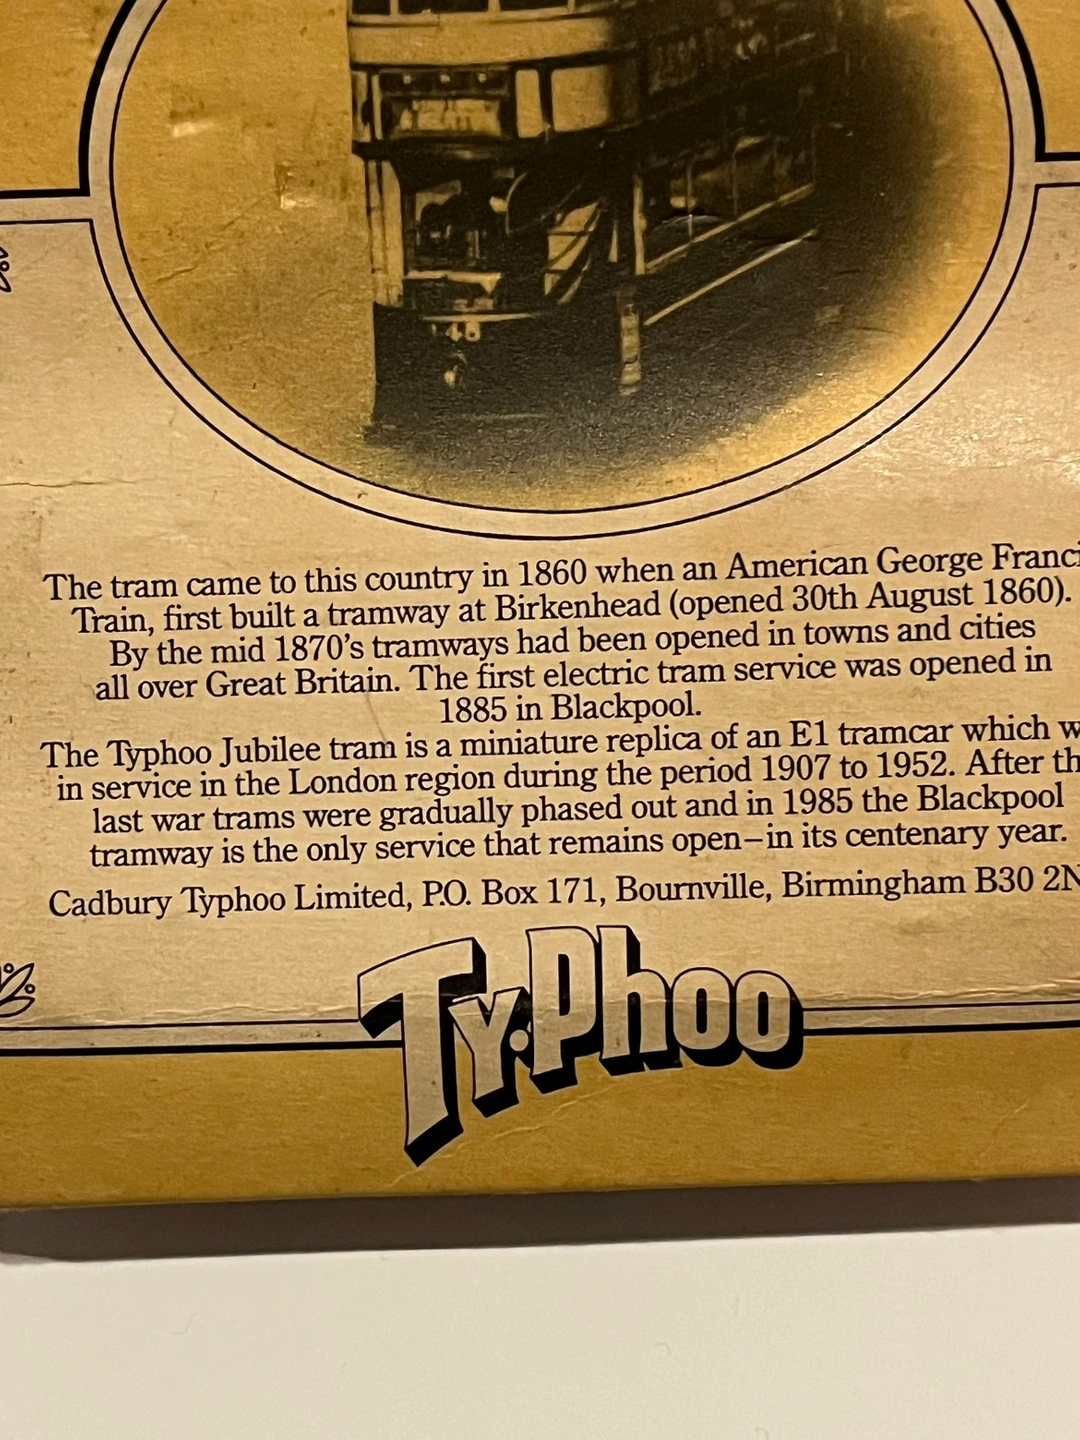 48
The tram came to this country in 1860 when an American George Franci
Train, first built a tramway at Birkenhead (opened 30th August 1860).
By the mid 1870's tramways had been opened in towns and cities
all over Great Britain. The first electric tram service was opened in
1885 in Blackpool.
The Typhoo Jubilee tram is a miniature replica of an E1 tramcar which w
in service in the London region during the period 1907 to 1952. After th
last war trams were gradually phased out and in 1985 the Blackpool
tramway is the only service that remains open–in its centenary year.
Cadbury Typhoo Limited, P.O. Box 171, Bournville, Birmingham B30 2N
Ty·Phoo